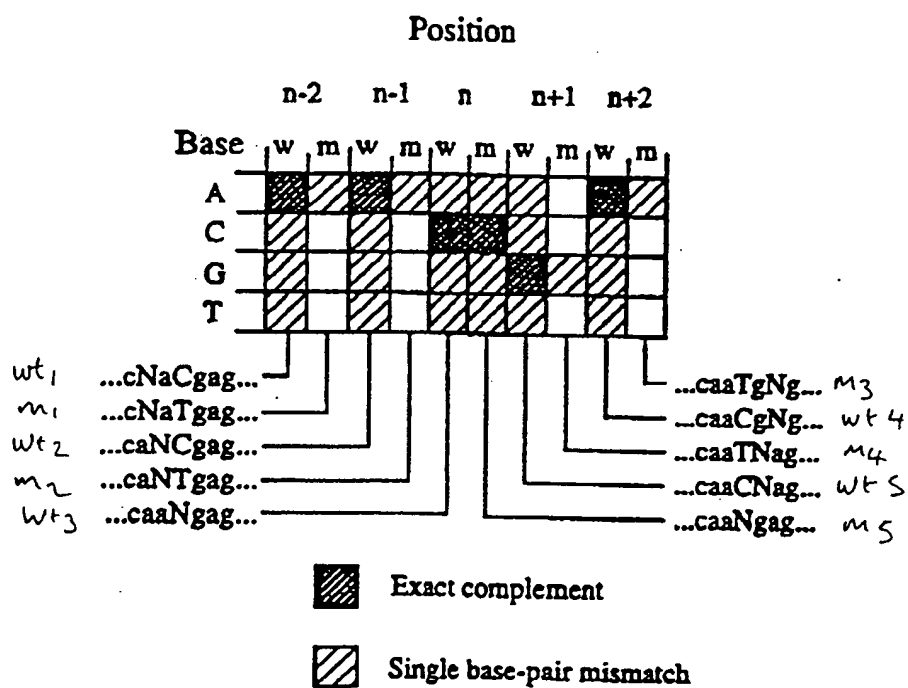 Position
n-2 n-1 n n+1 n+2
Base w m w m w m w m w m
A
C
G
T
wt1 ...cNaCgag...
m1 ...cNaTgag...
wt2 ...caNCgag...
m2 ...caNTgag...
wt3 ...caaNgag...
...caaTgNg... m3
...caaCgNg... wt4
...caaTNag... m4
...caaCNag... wt5
...caaNgag... m5
Exact complement
Single base-pair mismatch